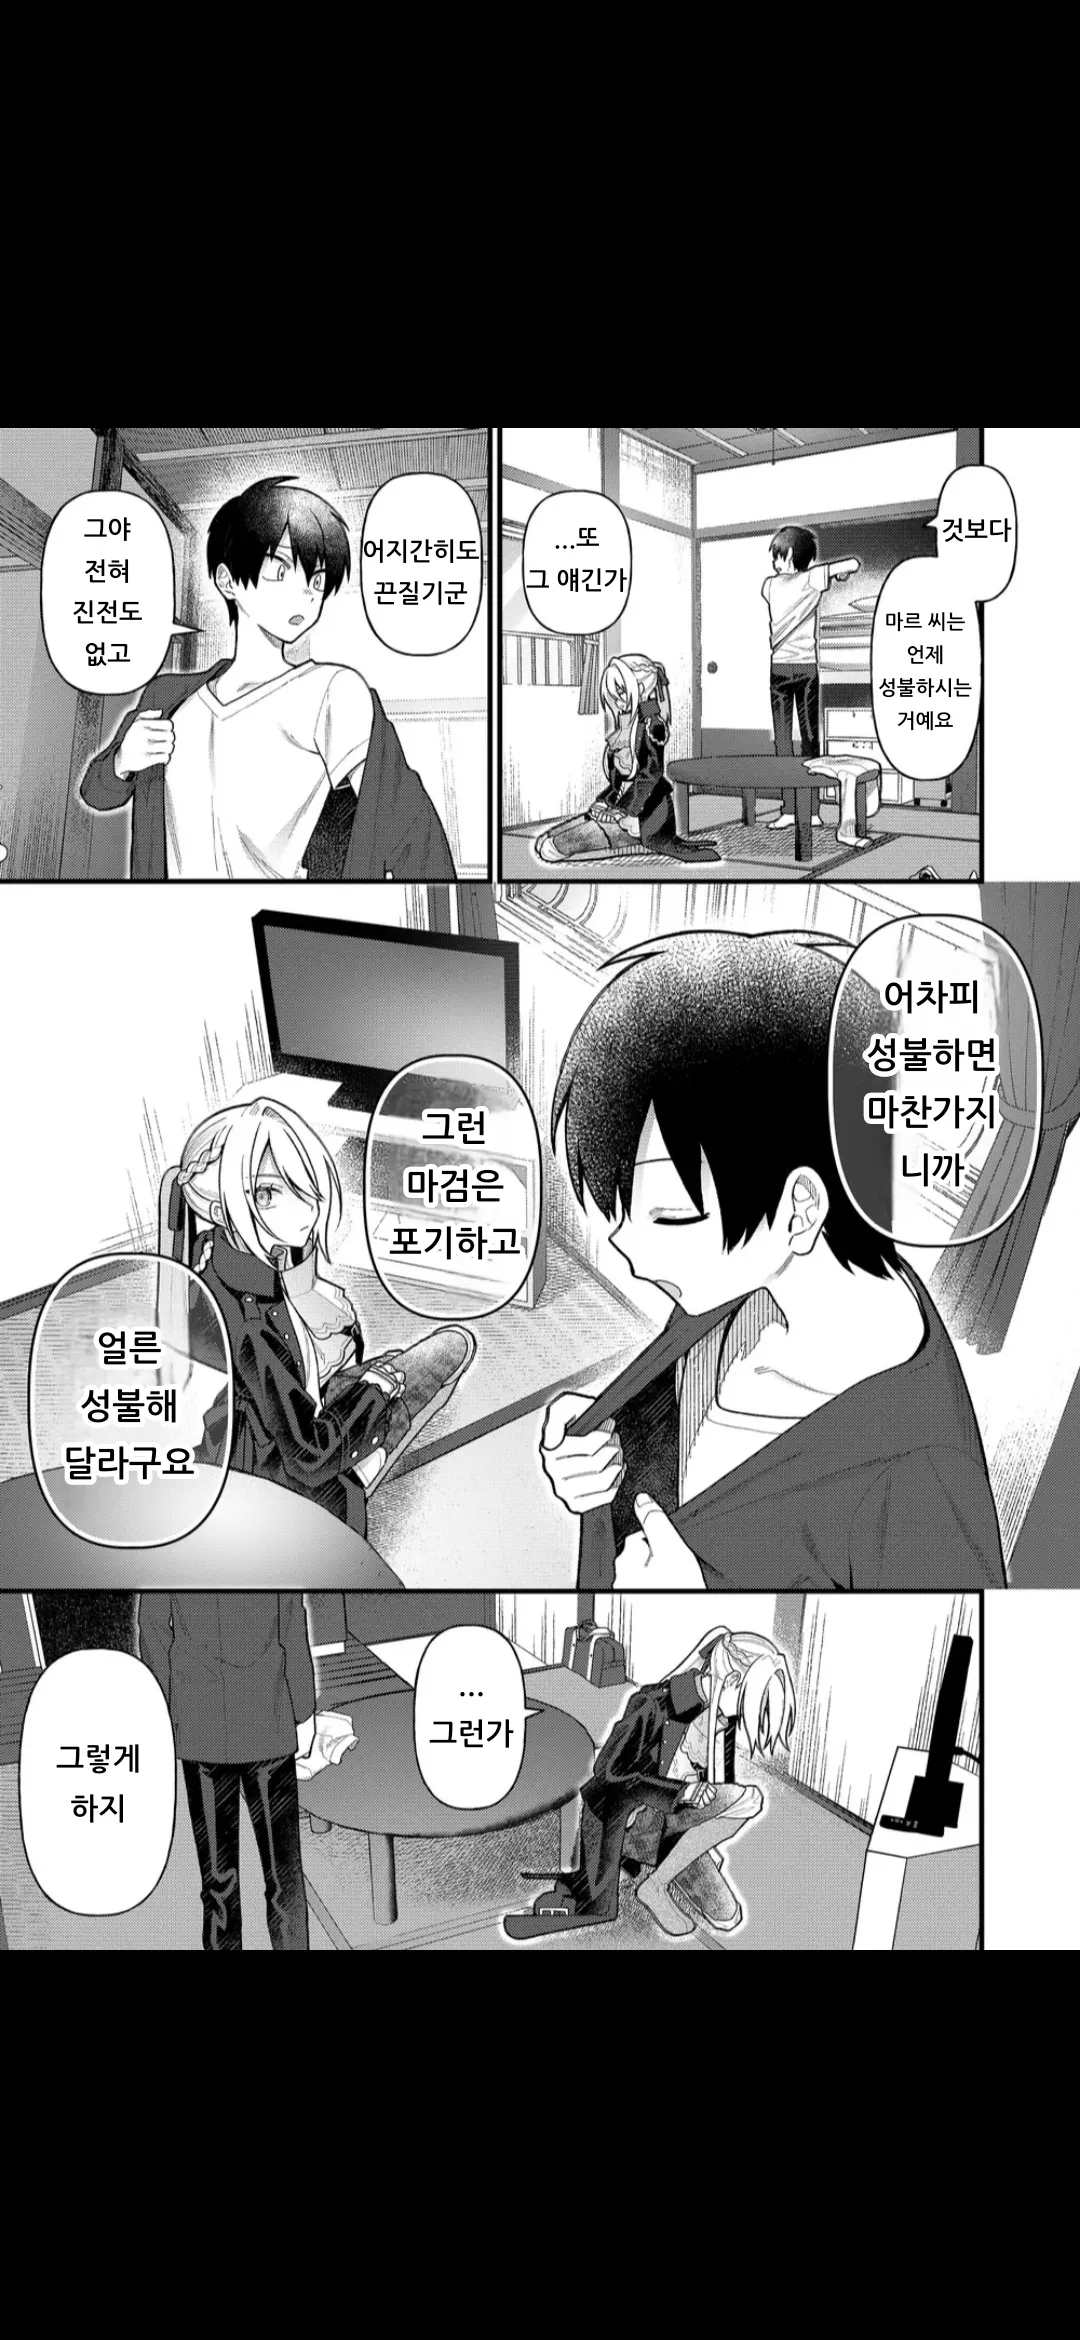 것보다
마르 씨는
언제
성불하시는
거예요
...또
그 얘긴가
어지간히도
끈질기군
그야
전혀
진전도
없고
어차피
성불하면
마찬가지
니까
그런
마검은
포기하고
얼른
성불해
달라구요
...
그런가
그렇게
하지